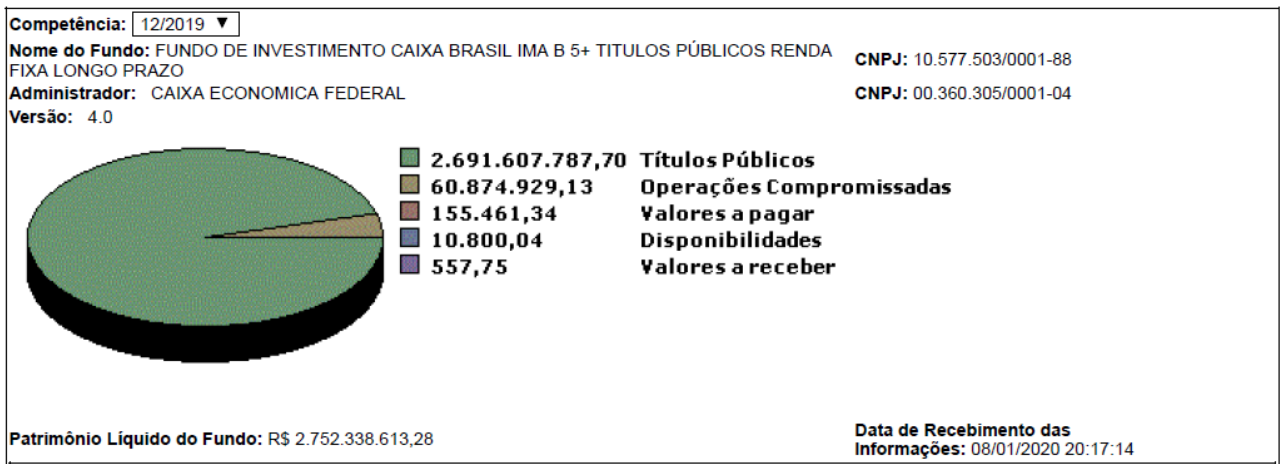 Competência: 12/2019 ▼
Nome do Fundo: FUNDO DE INVESTIMENTO CAIXA BRASIL IMA B 5+ TITULOS PÚBLICOS RENDA
FIXA LONGO PRAZO
CNPJ: 10.577.503/0001-88
Administrador: CAIXA ECONOMICA FEDERAL
CNPJ: 00.360.305/0001-04
Versão: 4.0
2.691.607.787,70 Títulos Públicos
60.874.929,13 Operações Compromissadas
155.461,34 Valores a pagar
10.800,04 Disponibilidades
557,75 Valores a receber
Patrimônio Líquido do Fundo: R$ 2.752.338.613,28
Data de Recebimento das
Informações: 08/01/2020 20:17:14